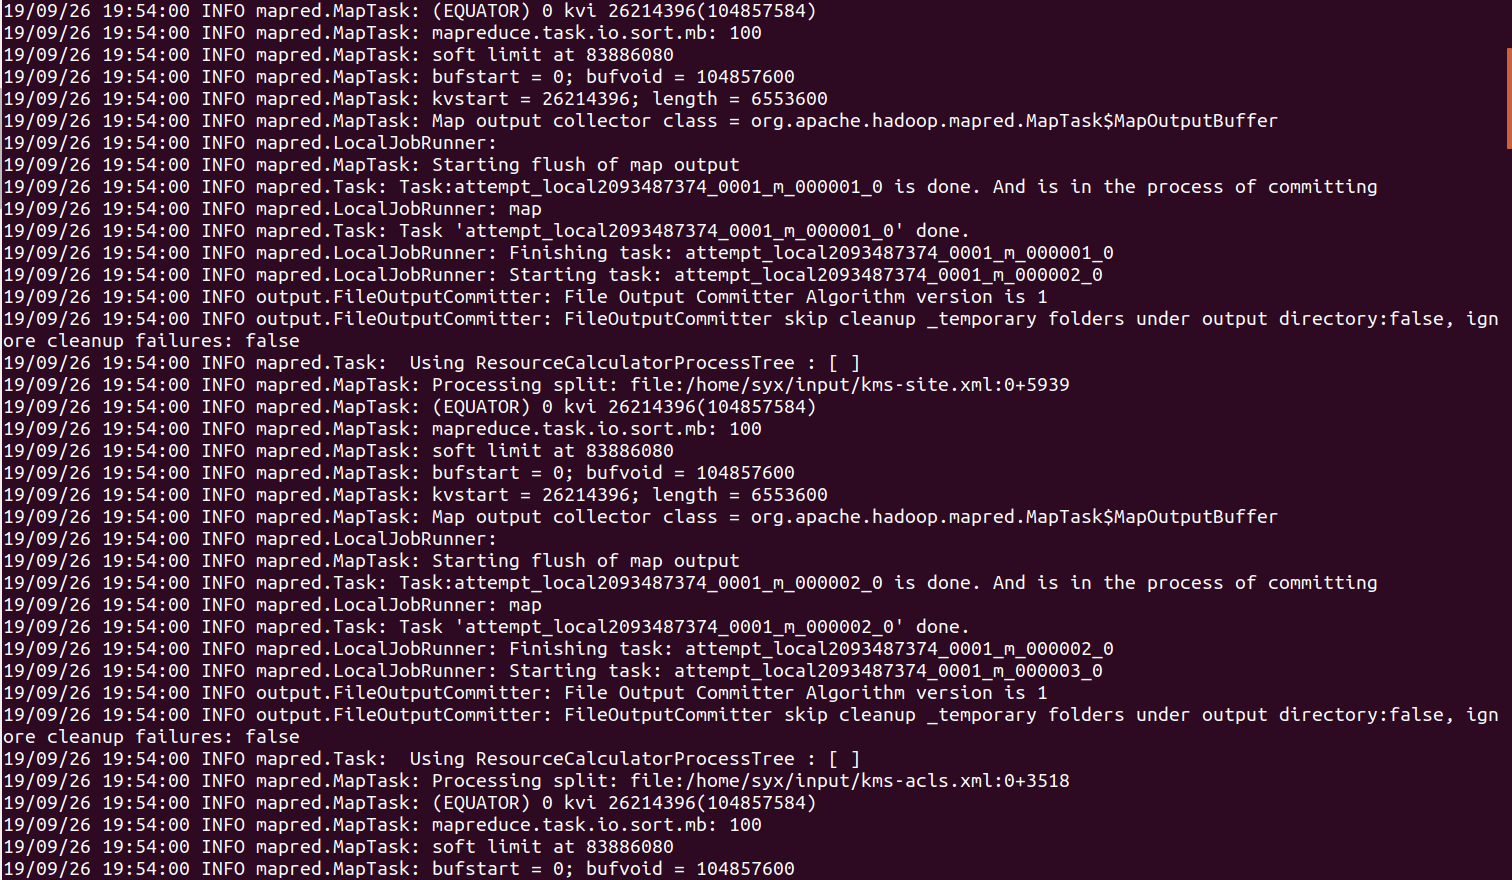 19/09/26 19:54:00 INFO mapred.MapTask: (EQUATOR) 0 kvi 26214396(104857584)
19/09/26 19:54:00 INFO mapred.MapTask: mapreduce.task.io.sort.mb: 100
19/09/26 19:54:00 INFO mapred.MapTask: soft limit at 83886080
19/09/26 19:54:00 INFO mapred.MapTask: bufstart = 0; bufvoid = 104857600
19/09/26 19:54:00 INFO mapred.MapTask: kvstart = 26214396; length = 6553600
19/09/26 19:54:00 INFO mapred.MapTask: Map output collector class = org.apache.hadoop.mapred.MapTask$MapOutputBuffer
19/09/26 19:54:00 INFO mapred.LocalJobRunner:
19/09/26 19:54:00 INFO mapred.MapTask: Starting flush of map output
19/09/26 19:54:00 INFO mapred.Task: Task:attempt_local2093487374_0001_m_000001_0 is done. And is in the process of committing
19/09/26 19:54:00 INFO mapred.LocalJobRunner: map
19/09/26 19:54:00 INFO mapred.Task: Task 'attempt_local2093487374_0001_m_000001_0' done.
19/09/26 19:54:00 INFO mapred.LocalJobRunner: Finishing task: attempt_local2093487374_0001_m_000001_0
19/09/26 19:54:00 INFO mapred.LocalJobRunner: Starting task: attempt_local2093487374_0001_m_000002_0
19/09/26 19:54:00 INFO output.FileOutputCommitter: File Output Committer Algorithm version is 1
19/09/26 19:54:00 INFO output.FileOutputCommitter: FileOutputCommitter skip cleanup _temporary folders under output directory:false, ign
ore cleanup failures: false
19/09/26 19:54:00 INFO mapred.Task:  Using ResourceCalculatorProcessTree : [ ]
19/09/26 19:54:00 INFO mapred.MapTask: Processing split: file:/home/syx/input/kms-site.xml:0+5939
19/09/26 19:54:00 INFO mapred.MapTask: (EQUATOR) 0 kvi 26214396(104857584)
19/09/26 19:54:00 INFO mapred.MapTask: mapreduce.task.io.sort.mb: 100
19/09/26 19:54:00 INFO mapred.MapTask: soft limit at 83886080
19/09/26 19:54:00 INFO mapred.MapTask: bufstart = 0; bufvoid = 104857600
19/09/26 19:54:00 INFO mapred.MapTask: kvstart = 26214396; length = 6553600
19/09/26 19:54:00 INFO mapred.MapTask: Map output collector class = org.apache.hadoop.mapred.MapTask$MapOutputBuffer
19/09/26 19:54:00 INFO mapred.LocalJobRunner:
19/09/26 19:54:00 INFO mapred.MapTask: Starting flush of map output
19/09/26 19:54:00 INFO mapred.Task: Task:attempt_local2093487374_0001_m_000002_0 is done. And is in the process of committing
19/09/26 19:54:00 INFO mapred.LocalJobRunner: map
19/09/26 19:54:00 INFO mapred.Task: Task 'attempt_local2093487374_0001_m_000002_0' done.
19/09/26 19:54:00 INFO mapred.LocalJobRunner: Finishing task: attempt_local2093487374_0001_m_000002_0
19/09/26 19:54:00 INFO mapred.LocalJobRunner: Starting task: attempt_local2093487374_0001_m_000003_0
19/09/26 19:54:00 INFO output.FileOutputCommitter: File Output Committer Algorithm version is 1
19/09/26 19:54:00 INFO output.FileOutputCommitter: FileOutputCommitter skip cleanup _temporary folders under output directory:false, ign
ore cleanup failures: false
19/09/26 19:54:00 INFO mapred.Task:  Using ResourceCalculatorProcessTree : [ ]
19/09/26 19:54:00 INFO mapred.MapTask: Processing split: file:/home/syx/input/kms-acls.xml:0+3518
19/09/26 19:54:00 INFO mapred.MapTask: (EQUATOR) 0 kvi 26214396(104857584)
19/09/26 19:54:00 INFO mapred.MapTask: mapreduce.task.io.sort.mb: 100
19/09/26 19:54:00 INFO mapred.MapTask: soft limit at 83886080
19/09/26 19:54:00 INFO mapred.MapTask: bufstart = 0; bufvoid = 104857600